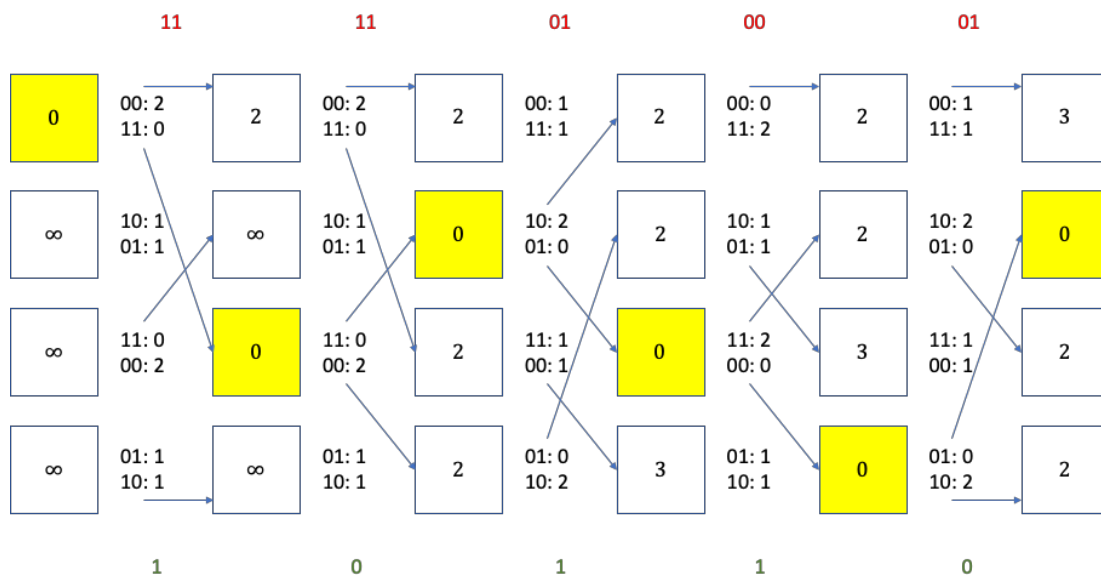 11 11 01 00 01
0 00: 2 2 00: 2 2 00: 1 2 00: 0 2 00: 1 3
11: 0 11: 0 11: 1 11: 2 11: 1
∞ 10: 1 ∞ 10: 1 0 10: 2 2 10: 1 2 10: 2 0
01: 1 01: 1 01: 0 01: 1 01: 0
∞ 11: 0 0 11: 0 2 11: 1 0 11: 2 3 11: 1 2
00: 2 00: 2 00: 1 00: 0 00: 1
∞ 01: 1 ∞ 01: 1 2 01: 0 3 01: 1 0 01: 0 2
10: 1 10: 1 10: 2 10: 1 10: 2
1 0 1 1 0